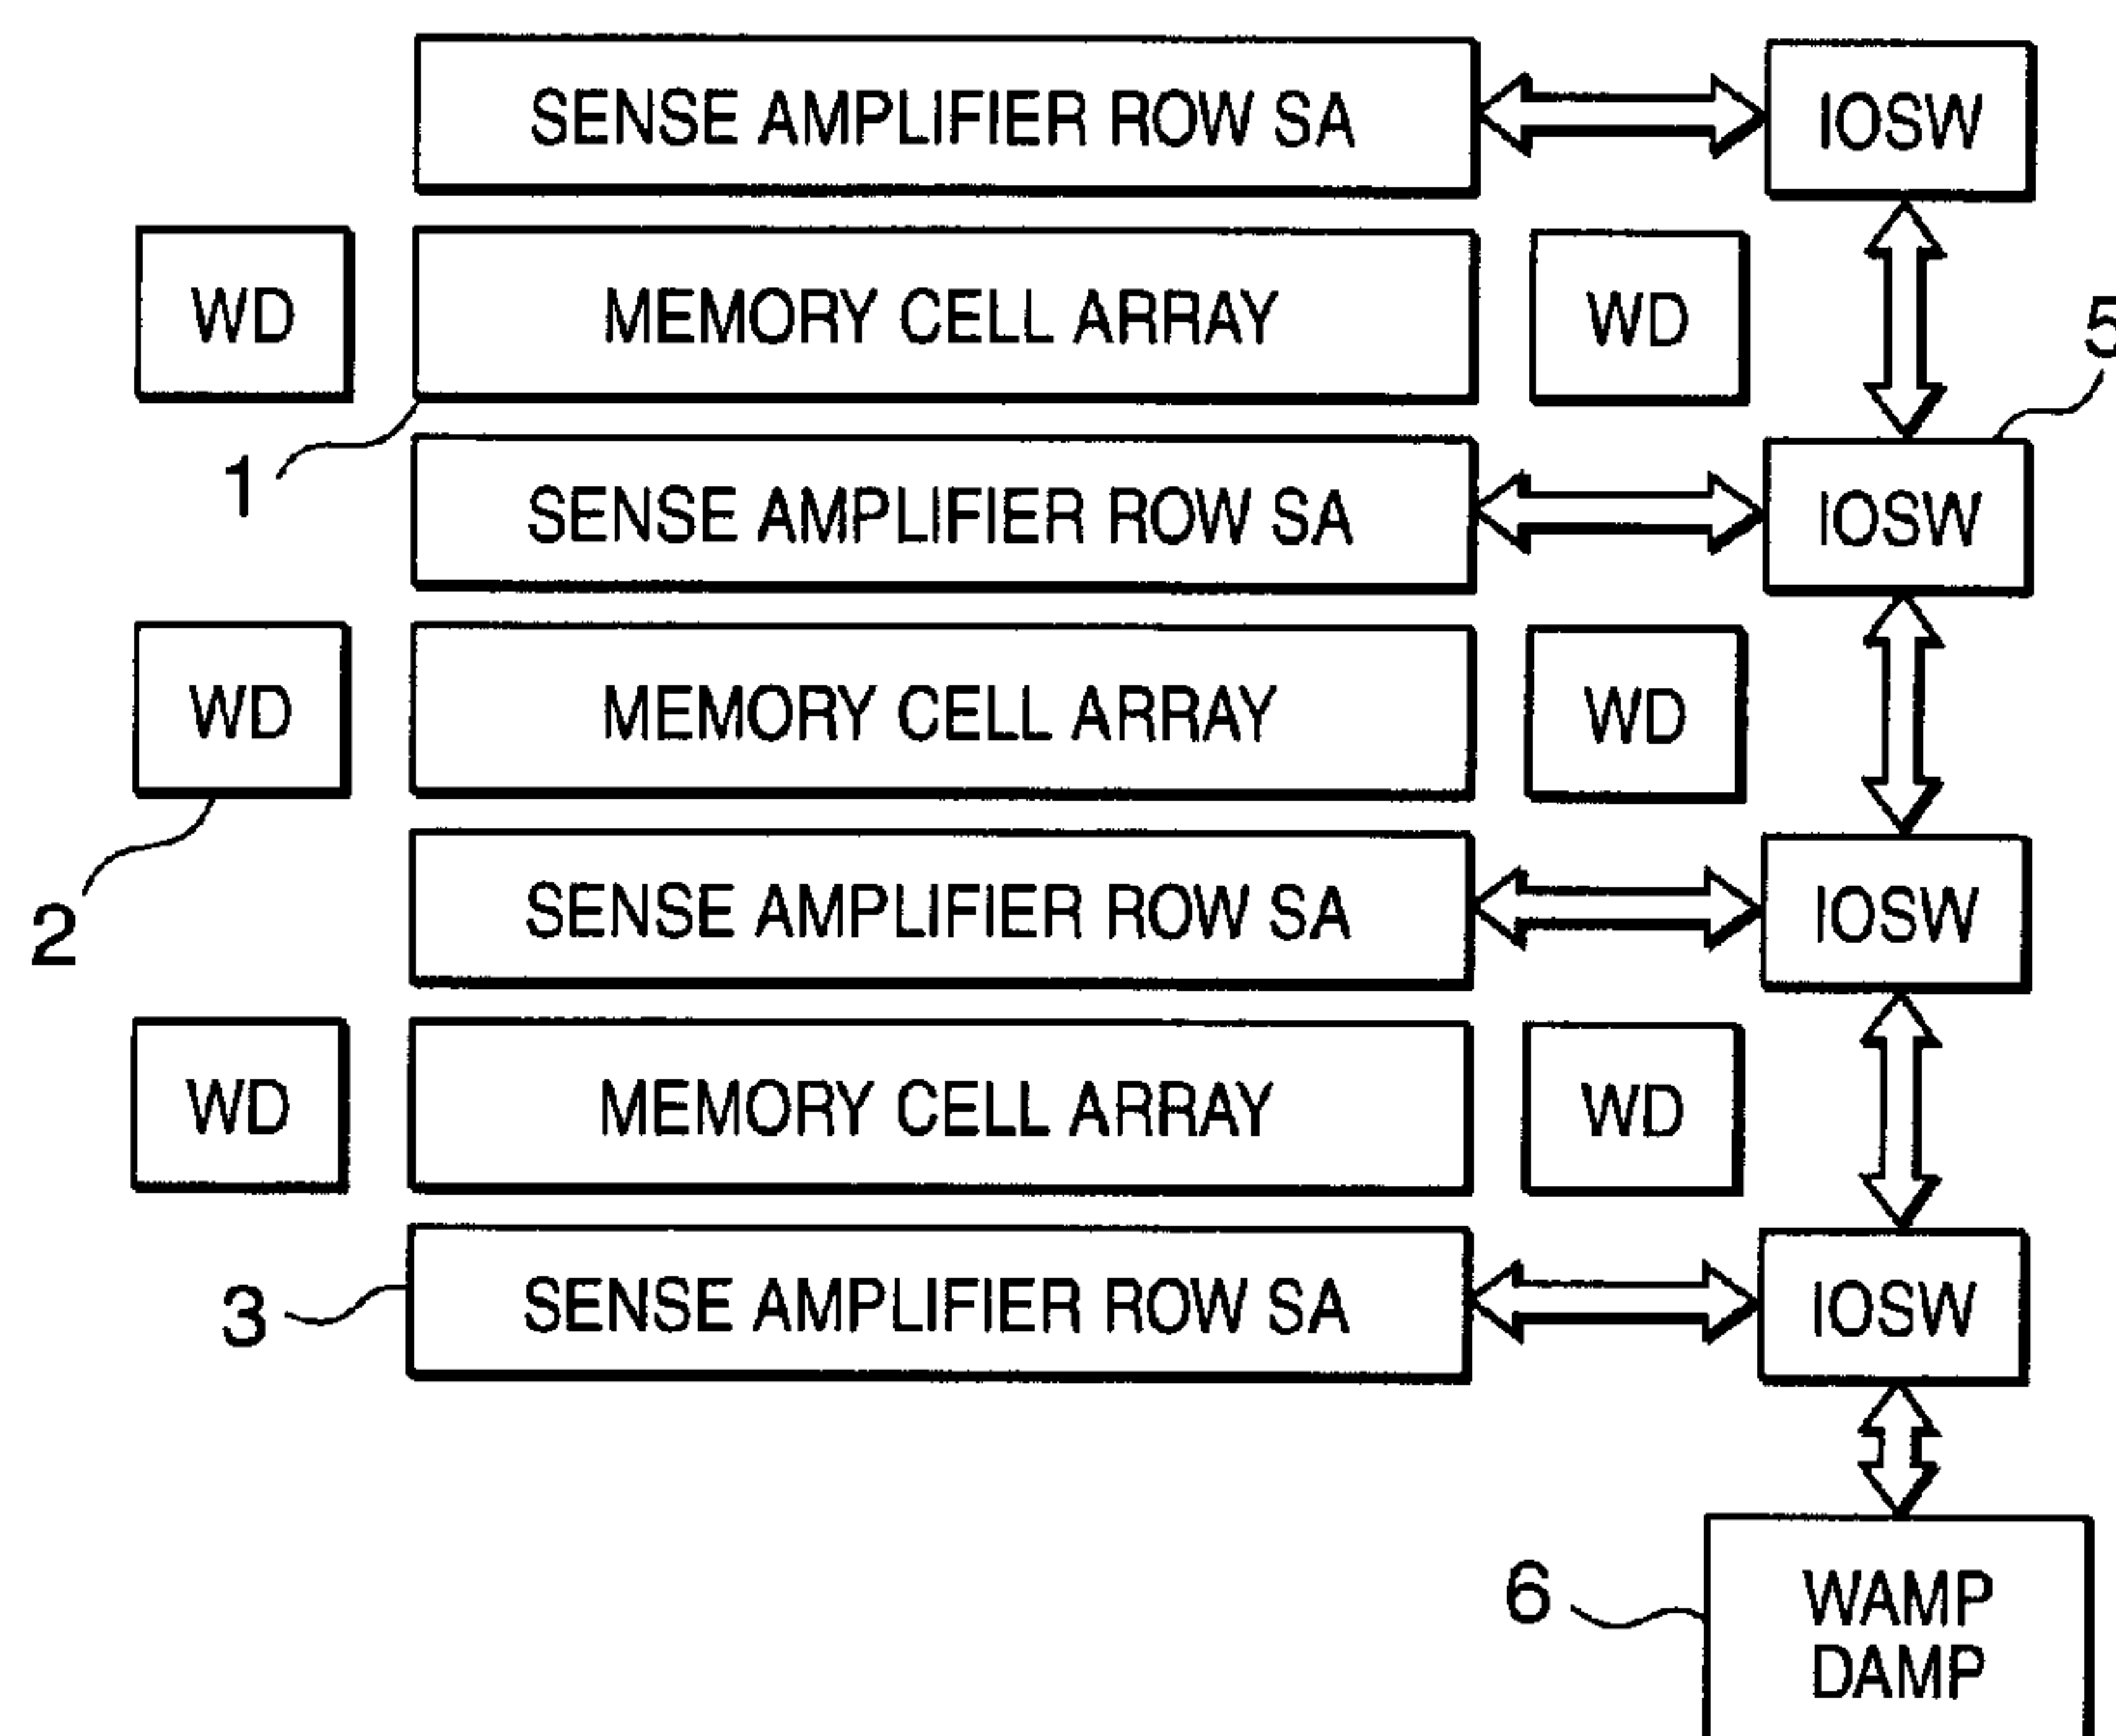 SENSE AMPLIFIER ROW SA
IOSW
WD
MEMORY CELL ARRAY
WD
5
1
SENSE AMPLIFIER ROW SA
IOSW
WD
MEMORY CELL ARRAY
WD
2
SENSE AMPLIFIER ROW SA
IOSW
WD
MEMORY CELL ARRAY
WD
3
SENSE AMPLIFIER ROW SA
IOSW
6
WAMP
DAMP